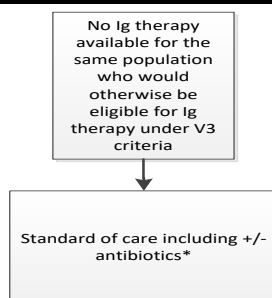 No Ig therapy
available for the
same population
who would
otherwise be
eligible for Ig
therapy under V3
criteria
Standard of care including +/-
antibiotics*